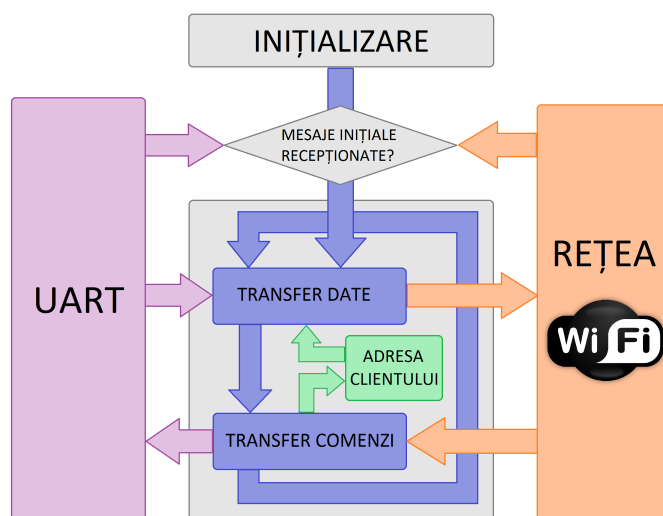 INIȚIALIZARE
MESAJE INIȚIALE
RECEPȚIONATE?
UART
REȚEA
Wi Fi
TRANSFER DATE
ADRESA
CLIENTULUI
TRANSFER COMENZI